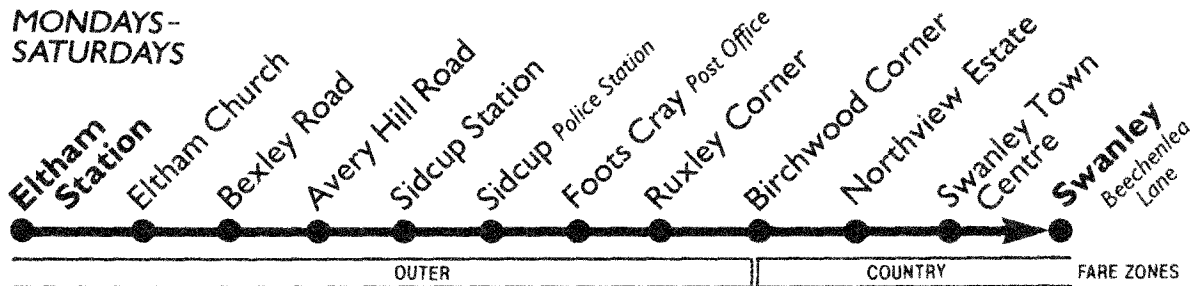 MONDAYS–
SATURDAYS
Eltham
Station
Eltham Church
Bexley Road
Avery Hill Road
Sidcup Station
Sidcup Police Station
Foots Cray Post Office
Ruxley Corner
Birchwood Corner
Northview Estate
Swanley Town
Centre
Swanley
Beechenlea
Lane
OUTER
COUNTRY
FARE ZONES